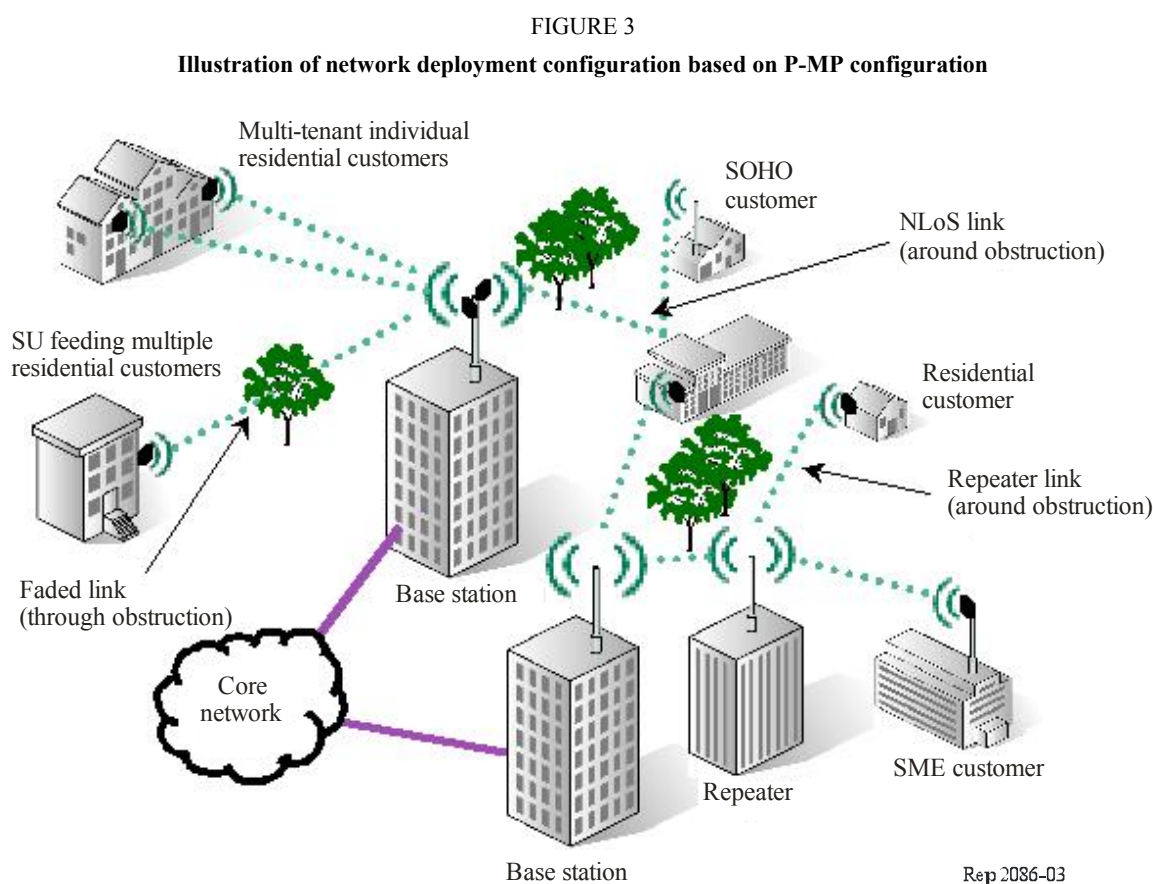 FIGURE 3
Illustration of network deployment configuration based on P-MP configuration
Multi-tenant individual
residential customers
SOHO
customer
NLoS link
(around obstruction)
SU feeding multiple
residential customers
Residential
customer
Repeater link
(around obstruction)
Faded link
(through obstruction)
Base station
Core
network
Repeater
SME customer
Base station
Rep 2086-03